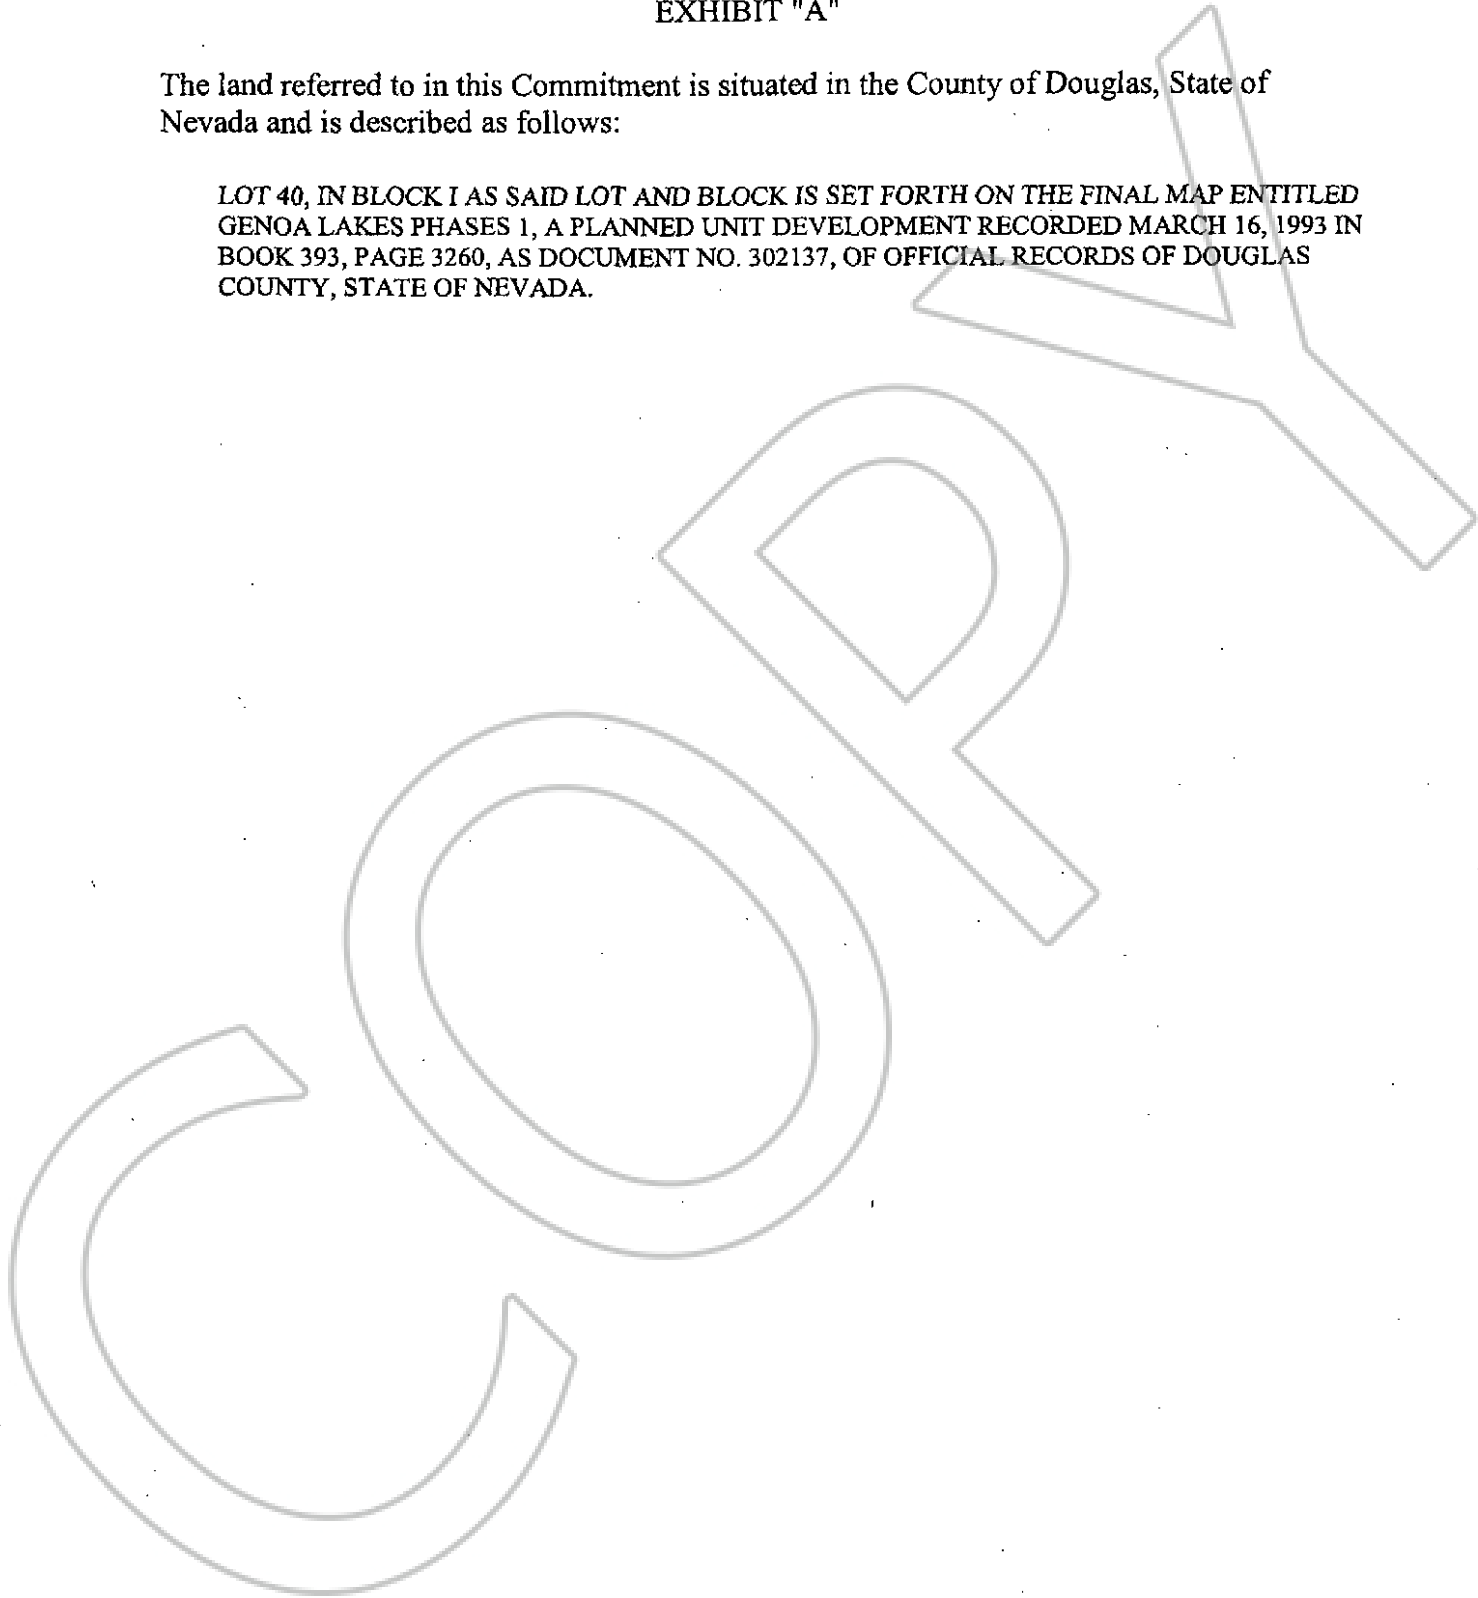 EXHIBIT "A"
The land referred to in this Commitment is situated in the County of Douglas, State of
Nevada and is described as follows:
LOT 40, IN BLOCK I AS SAID LOT AND BLOCK IS SET FORTH ON THE FINAL MAP ENTITLED
GENOA LAKES PHASES 1, A PLANNED UNIT DEVELOPMENT RECORDED MARCH 16, 1993 IN
BOOK 393, PAGE 3260, AS DOCUMENT NO. 302137, OF OFFICIAL RECORDS OF DOUGLAS
COUNTY, STATE OF NEVADA.
COPY